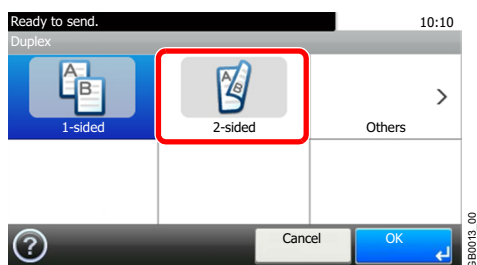 Ready to send. 10:10
Duplex
A B A B
1-sided 2-sided Others
? Cancel OK
GB0013_00